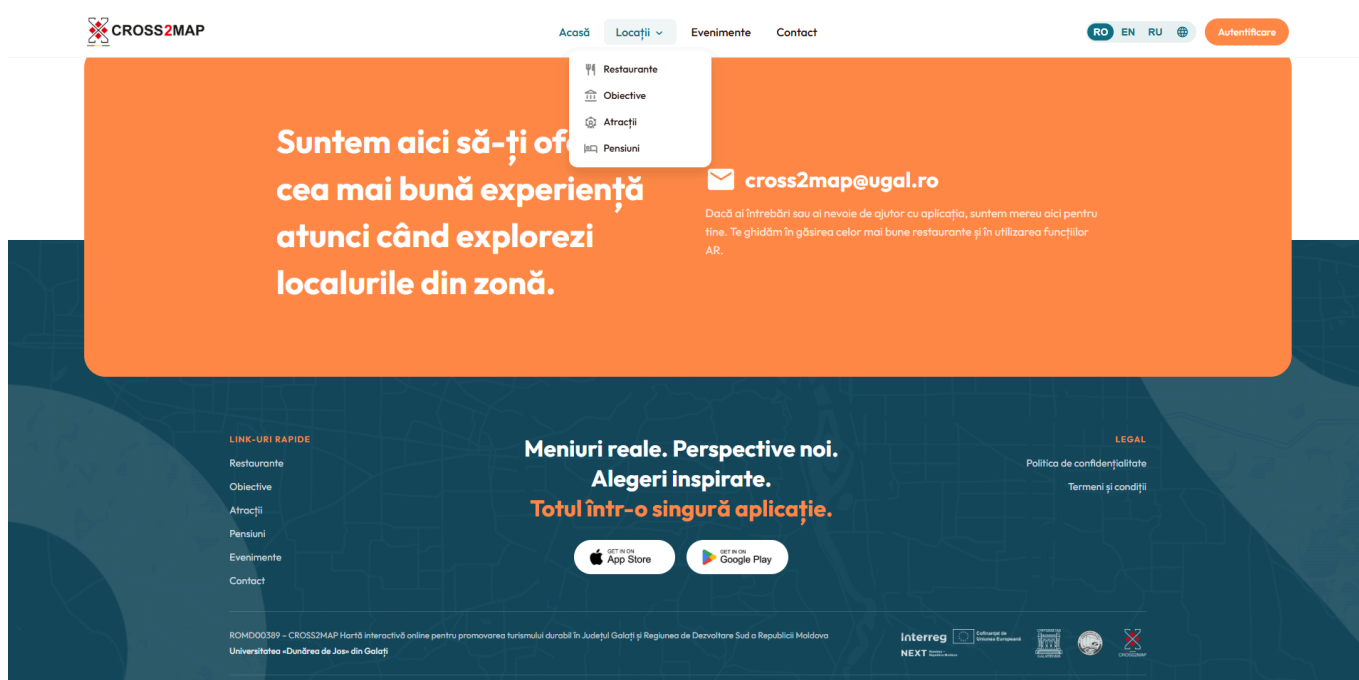 CROSS2MAP
Acasă
Locații
Evenimente
Contact
RO EN RU
Autentificare
Restaurante
Obiective
Atracții
Pensiuni
Suntem aici să-ți
cea mai bună experiență
atunci când explorezi
localurile din zonă.
cross2map@ugal.ro
Dacă ai întrebări sau ai nevoie de ajutor cu aplicația, suntem mereu aici pentru
tine. Te ghidăm în găsirea celor mai bune restaurante și în utilizarea funcțiilor
AR.
LINK-URI RAPIDE
Restaurante
Obiective
Atracții
Pensiuni
Evenimente
Contact
Meniuri reale. Perspective noi.
Alegeri inspirate.
Totul într-o singură aplicație.
GET IN ON
App Store
GET IN ON
Google Play
LEGAL
Politica de confidențialitate
Termeni și condiții
ROMD00389 – CROSS2MAP Hartă interactivă online pentru promovarea turismului durabil în Județul Galați și Regiunea de Dezvoltare Sud a Republicii Moldova
Universitatea «Dunărea de Jos» din Galați
Interreg
Cofinanțat de
Uniunea Europeană
NEXT
CROSS2MAP